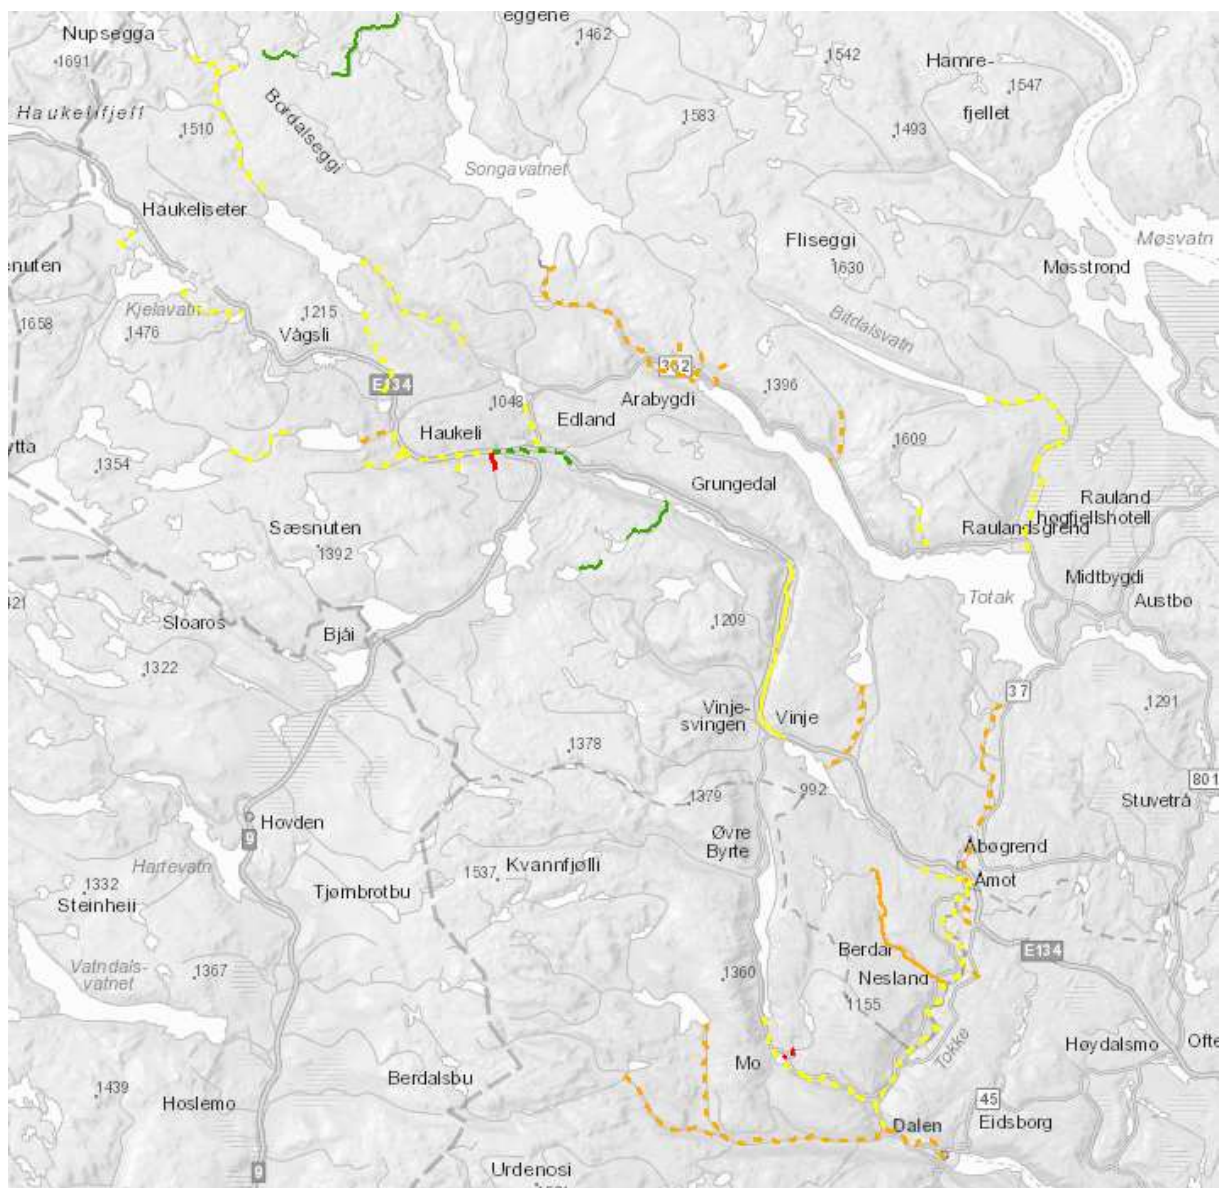 eggene
Nupsegga
1462
1691
1542
Hamre-
1547
fjellet
Haukelifjell
Bordalseggi
1510
1583
1493
Songavatnet
Haukeliseter
Fliseggi
Møsvatn
enuten
1630
Møsstrond
Kjelavatn
1215
1658
1476
Vågsli
Bitdalsvatn
362
E134
1396
1048
Arabygdi
Edland
Haukeli
1609
ytta
1354
Grungedal
Rauland
høgfjellshotell
Sæsnuten
Raulandsgrend
1392
Midtbygdi
Totak
Austbø
421
Sloaros
1209
Bjåi
1322
37
Vinje-
svingen
Vinje
1291
1378
801
992
1379
Stuvetrå
Hovden
Øvre
Byrte
9
Åbøgrend
Hartevatn
Kvannfjølli
1537
Åmot
1332
Steinheii
Tjørnbrotbu
Berdal
E134
Vatndals-
vatnet
1367
1360
Nesland
1155
Tokke
Høydalsmo
Ofte
Mo
Berdalsbu
1439
Hoslemo
45
Eidsborg
Dalen
9
Urdenosi